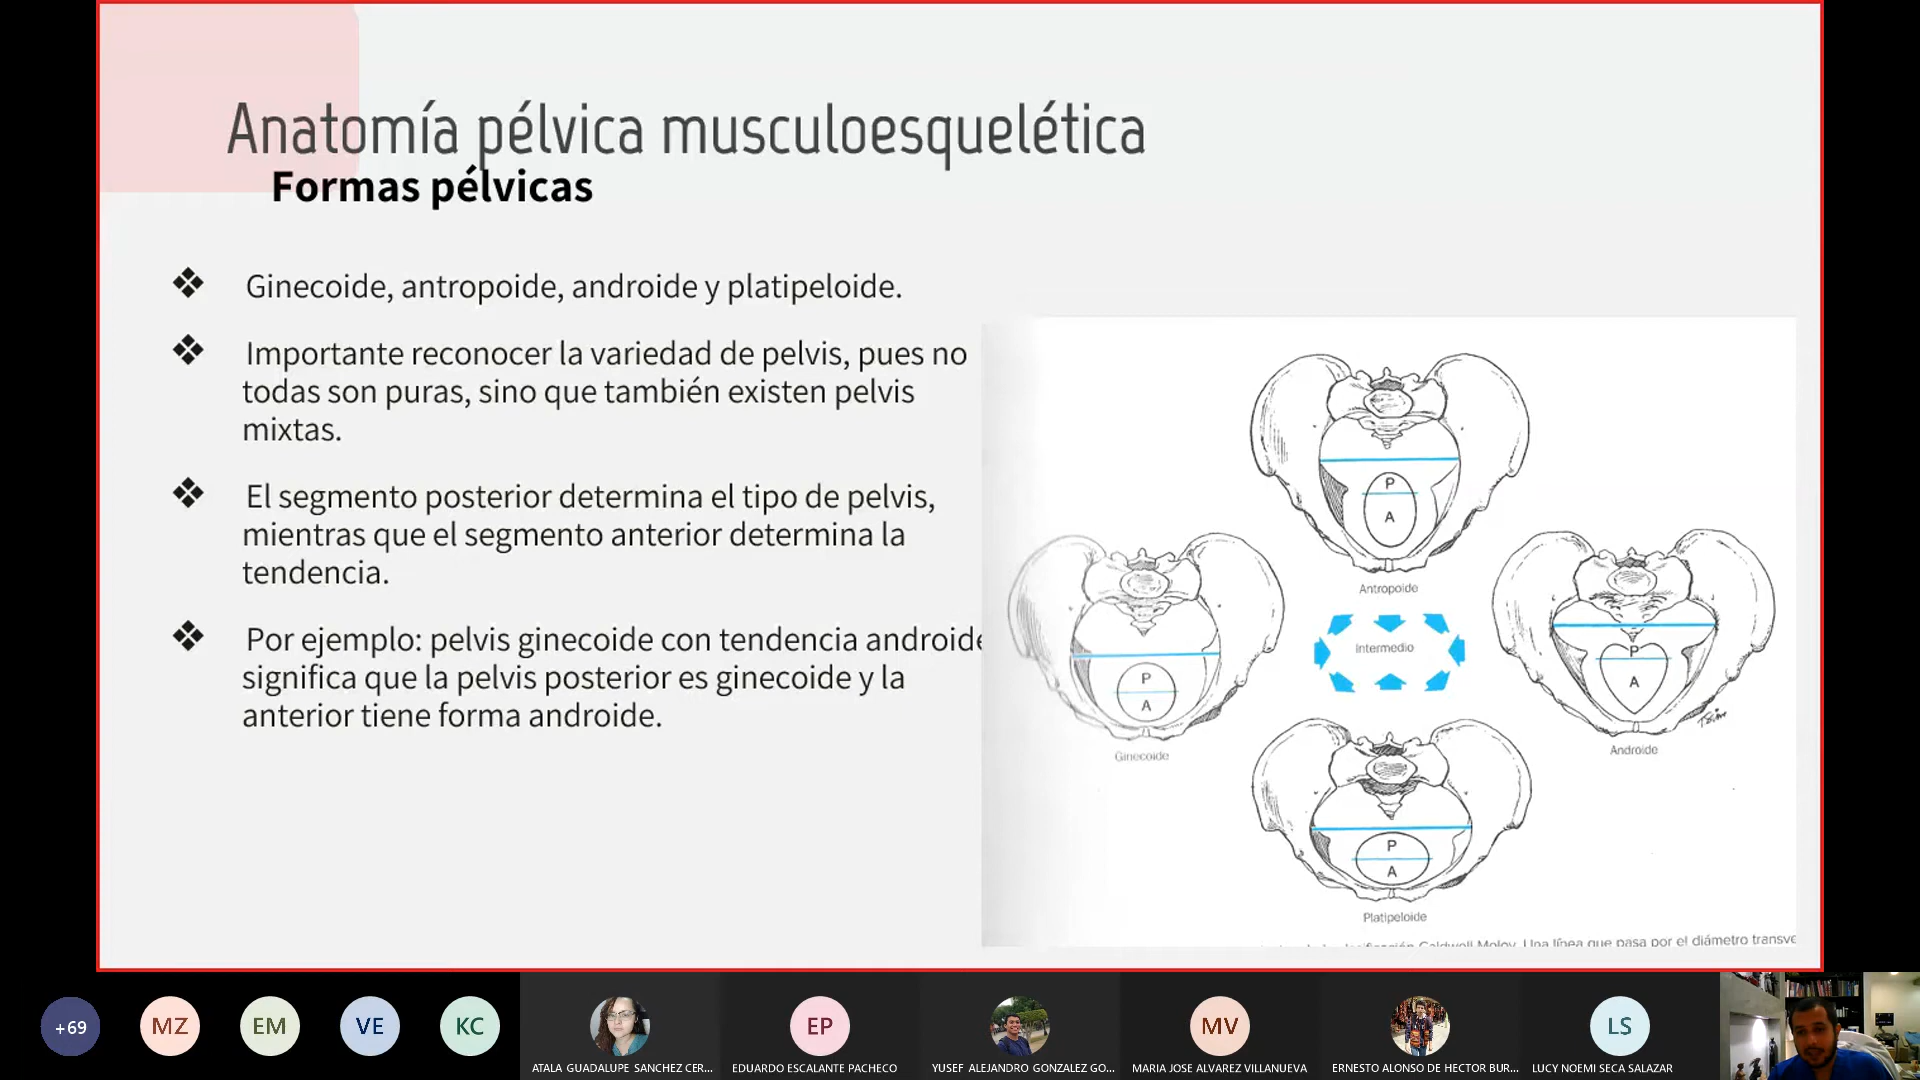 Anatomía pélvica musculoesquelética
Formas pélvicas
Ginecoide, antropoide, androide y platipeloide.
Importante reconocer la variedad de pelvis, pues no
todas son puras, sino que también existen pelvis
mixtas.
El segmento posterior determina el tipo de pelvis,
mientras que el segmento anterior determina la
tendencia.
Por ejemplo: pelvis ginecoide con tendencia androide
significa que la pelvis posterior es ginecoide y la
anterior tiene forma androide.
P
A
Antropoide
P
A
Ginecoide
Intermedio
P
A
Androide
P
A
Platipeloide
Caldwell Moloy. Una línea que pasa por el diámetro transve
+69
MZ
EM
VE
KC
ATALA GUADALUPE SANCHEZ CER...
EP
EDUARDO ESCALANTE PACHECO
YUSEF ALEJANDRO GONZALEZ GO...
MV
MARIA JOSE ALVAREZ VILLANUEVA
ERNESTO ALONSO DE HECTOR BUR...
LS
LUCY NOEMI SECA SALAZAR